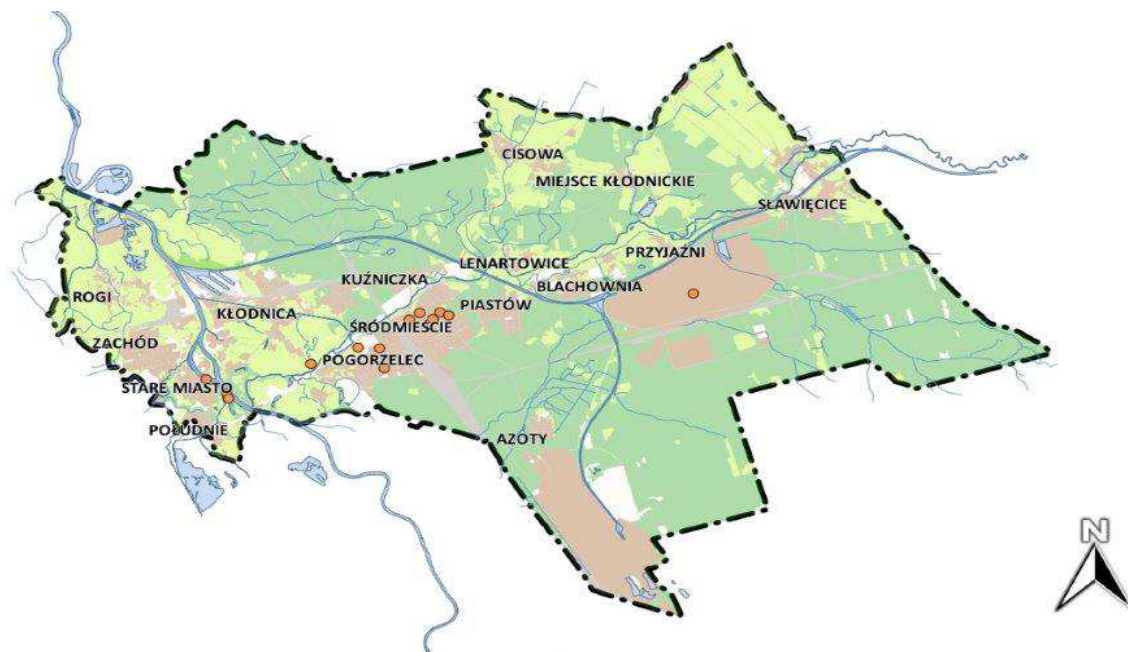 CISOWA
MIEJSCE KŁODNICKIE
SŁAWIĘCICE
PRZYJAŹNI
LENARTOWICE
KUŹNICZKA
BLACHOWNIA
ROGI
PIASTÓW
KŁODNICA
ŚRÓDMIEŚCIE
ZACHÓD
POGORZELEC
STARE MIASTO
POŁUDNIE
AZOTY
N